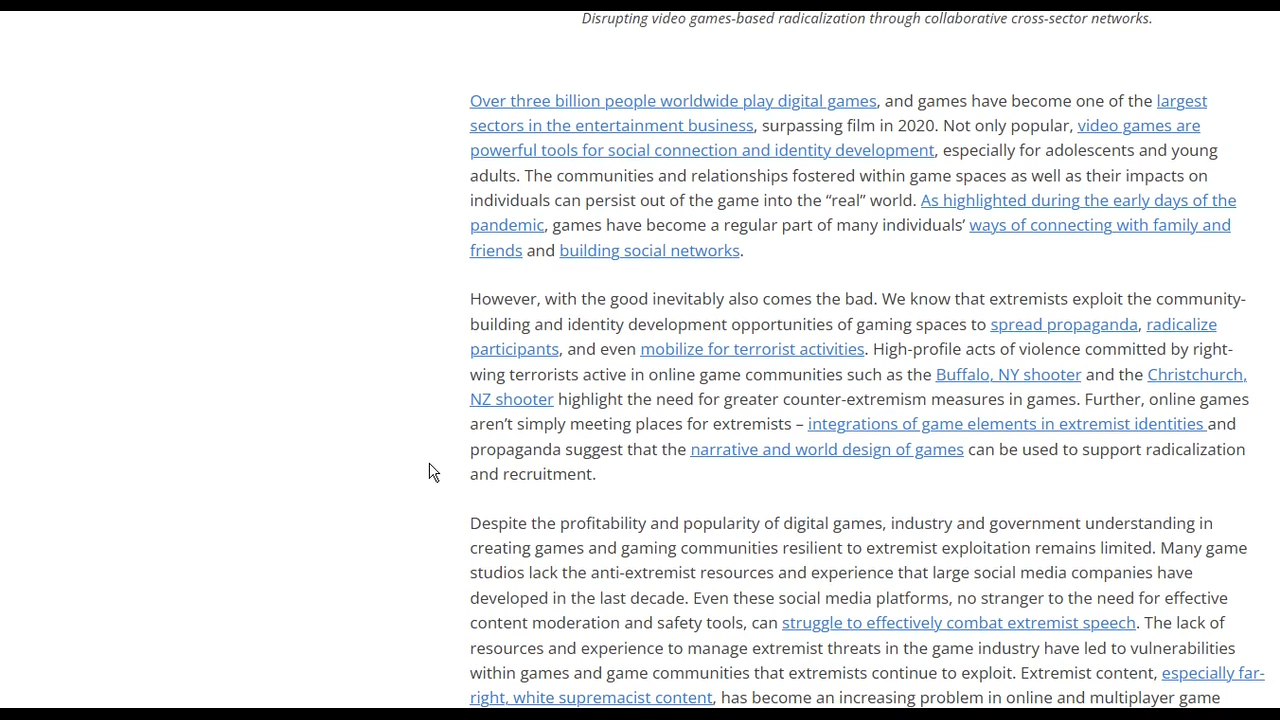 Disrupting video games-based radicalization through collaborative cross-sector networks.
Over three billion people worldwide play digital games, and games have become one of the largest
sectors in the entertainment business, surpassing film in 2020. Not only popular, video games are
powerful tools for social connection and identity development, especially for adolescents and young
adults. The communities and relationships fostered within game spaces as well as their impacts on
individuals can persist out of the game into the “real” world. As highlighted during the early days of the
pandemic, games have become a regular part of many individuals’ ways of connecting with family and
friends and building social networks.
However, with the good inevitably also comes the bad. We know that extremists exploit the community-
building and identity development opportunities of gaming spaces to spread propaganda, radicalize
participants, and even mobilize for terrorist activities. High-profile acts of violence committed by right-
wing terrorists active in online game communities such as the Buffalo, NY shooter and the Christchurch,
NZ shooter highlight the need for greater counter-extremism measures in games. Further, online games
aren’t simply meeting places for extremists – integrations of game elements in extremist identities and
propaganda suggest that the narrative and world design of games can be used to support radicalization
and recruitment.
Despite the profitability and popularity of digital games, industry and government understanding in
creating games and gaming communities resilient to extremist exploitation remains limited. Many game
studios lack the anti-extremist resources and experience that large social media companies have
developed in the last decade. Even these social media platforms, no stranger to the need for effective
content moderation and safety tools, can struggle to effectively combat extremist speech. The lack of
resources and experience to manage extremist threats in the game industry have led to vulnerabilities
within games and game communities that extremists continue to exploit. Extremist content, especially far-
right, white supremacist content, has become an increasing problem in online and multiplayer game